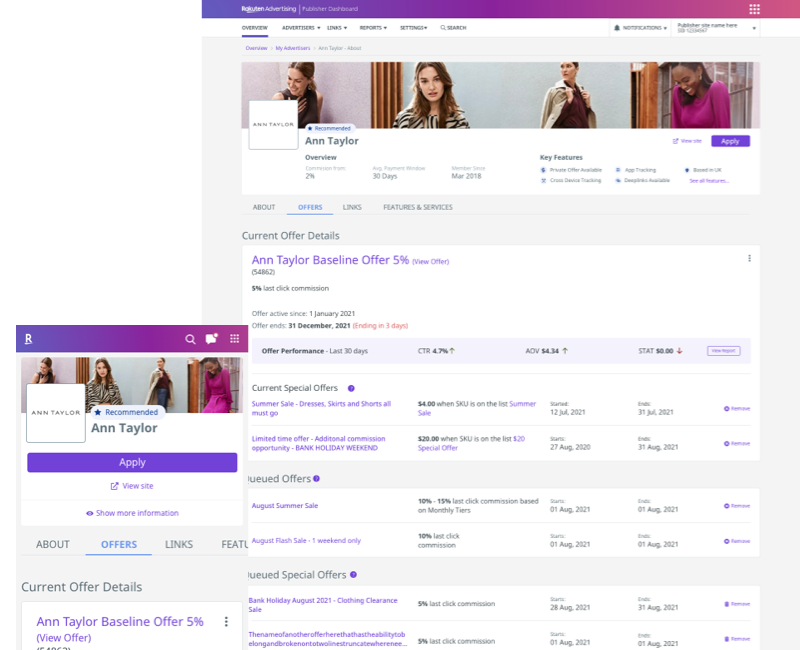 Rakuten Advertising | Publisher Dashboard
OVERVIEW ADVERTISERS LINKS REPORTS SETTINGS SEARCH
NOTIFICATIONS
Publisher site name here
SID 1234567
Overview > My Advertisers > Ann Taylor - About
ANN TAYLOR
Recommended
Ann Taylor
View site
Apply
Overview
Commision from:
2%
Avg. Payment Window
30 Days
Member Since
Mar 2018
Key Features
Private Offer Available
App Tracking
Based in UK
Cross Device Tracking
Deeplinks Available
See all features...
ABOUT OFFERS LINKS FEATURES & SERVICES
Current Offer Details
Ann Taylor Baseline Offer 5% (View Offer)
(54862)
5% last click commission
Offer active since: 1 January 2021
Offer ends: 31 December, 2021 (Ending in 3 days)
Offer Performance - Last 30 days CTR 4.7% AOV $4.34 STAT $0.00 View Report
Current Special Offers ?
Summer Sale - Dresses, Skirts and Shorts all
must go
$4.00 when SKU is on the list Summer
Sale
Started:
12 Jul, 2021
Ends:
31 Jul, 2021
Remove
Limited time offer - Additonal commission
opportunity - BANK HOLIDAY WEEKEND
$20.00 when SKU is on the list $20
Special Offer
Starts:
27 Aug, 2020
Ends:
31 Aug, 2021
Remove
ueued Offers ?
August Summer Sale
10% - 15% last click commission based
on Monthly Tiers
Starts:
01 Aug, 2021
Ends:
01 Aug, 2021
Remove
August Flash Sale - 1 weekend only
10% last click
commission
Starts:
01 Aug, 2021
Ends:
01 Aug, 2021
Remove
ueued Special Offers ?
Bank Holiday August 2021 - Clothing Clearance
Sale
5% last click commission
Starts:
28 Aug, 2021
Ends:
31 Aug, 2021
Remove
Thenameofanotherofferherethathastheabilitytob
elongandbrokenontotwolinestruncatewherenee...
5% last click commission
Starts:
01 Aug, 2021
Ends:
01 Aug, 2021
Remove
R
ANN TAYLOR
Recommended
Ann Taylor
Apply
View site
Show more information
ABOUT OFFERS LINKS FEATU
Current Offer Details
Ann Taylor Baseline Offer 5%
(View Offer)
(54862)